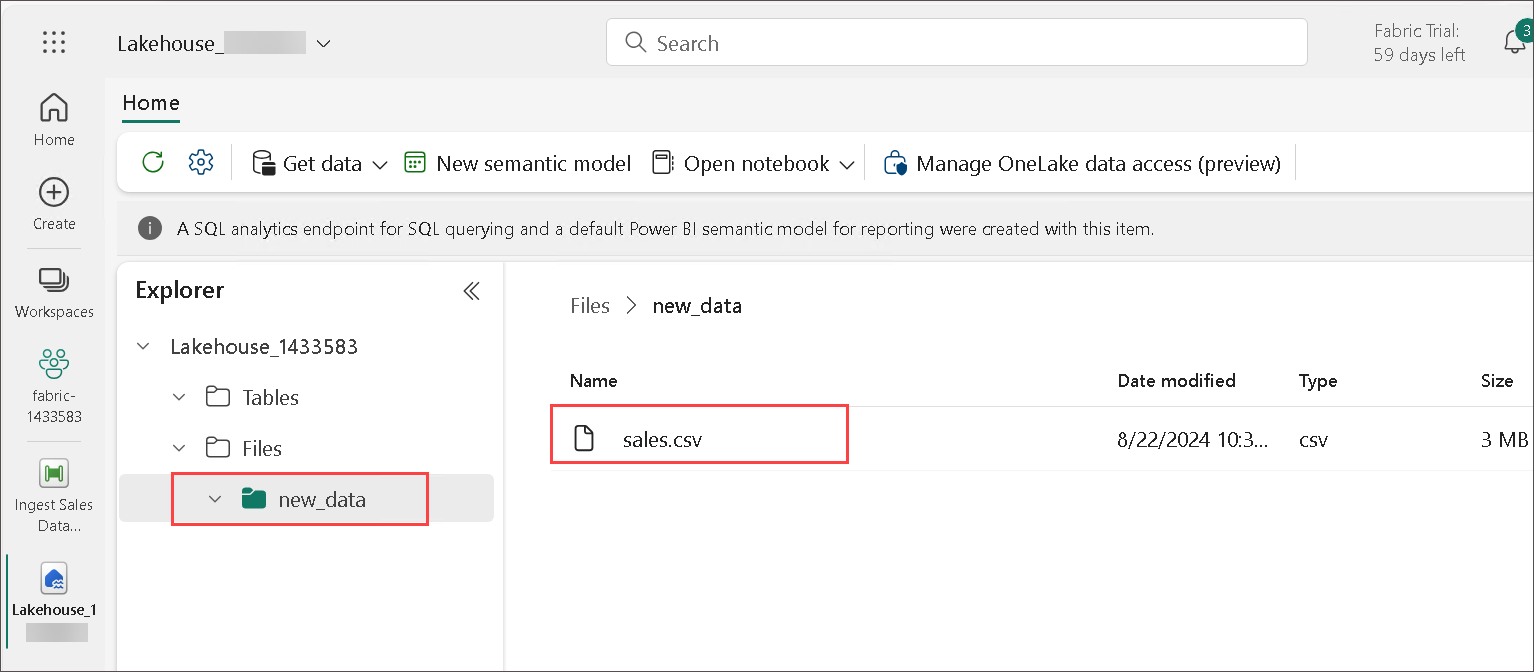 Lakehouse_
Search
Fabric Trial:
59 days left
3
Home
Home
Create
Workspaces
fabric-
1433583
Ingest Sales
Data...
Lakehouse_1
Get data
New semantic model
Open notebook
Manage OneLake data access (preview)
A SQL analytics endpoint for SQL querying and a default Power BI semantic model for reporting were created with this item.
Explorer
Lakehouse_1433583
Tables
Files
new_data
Files > new_data
Name Date modified Type Size
sales.csv 8/22/2024 10:3... csv 3 MB